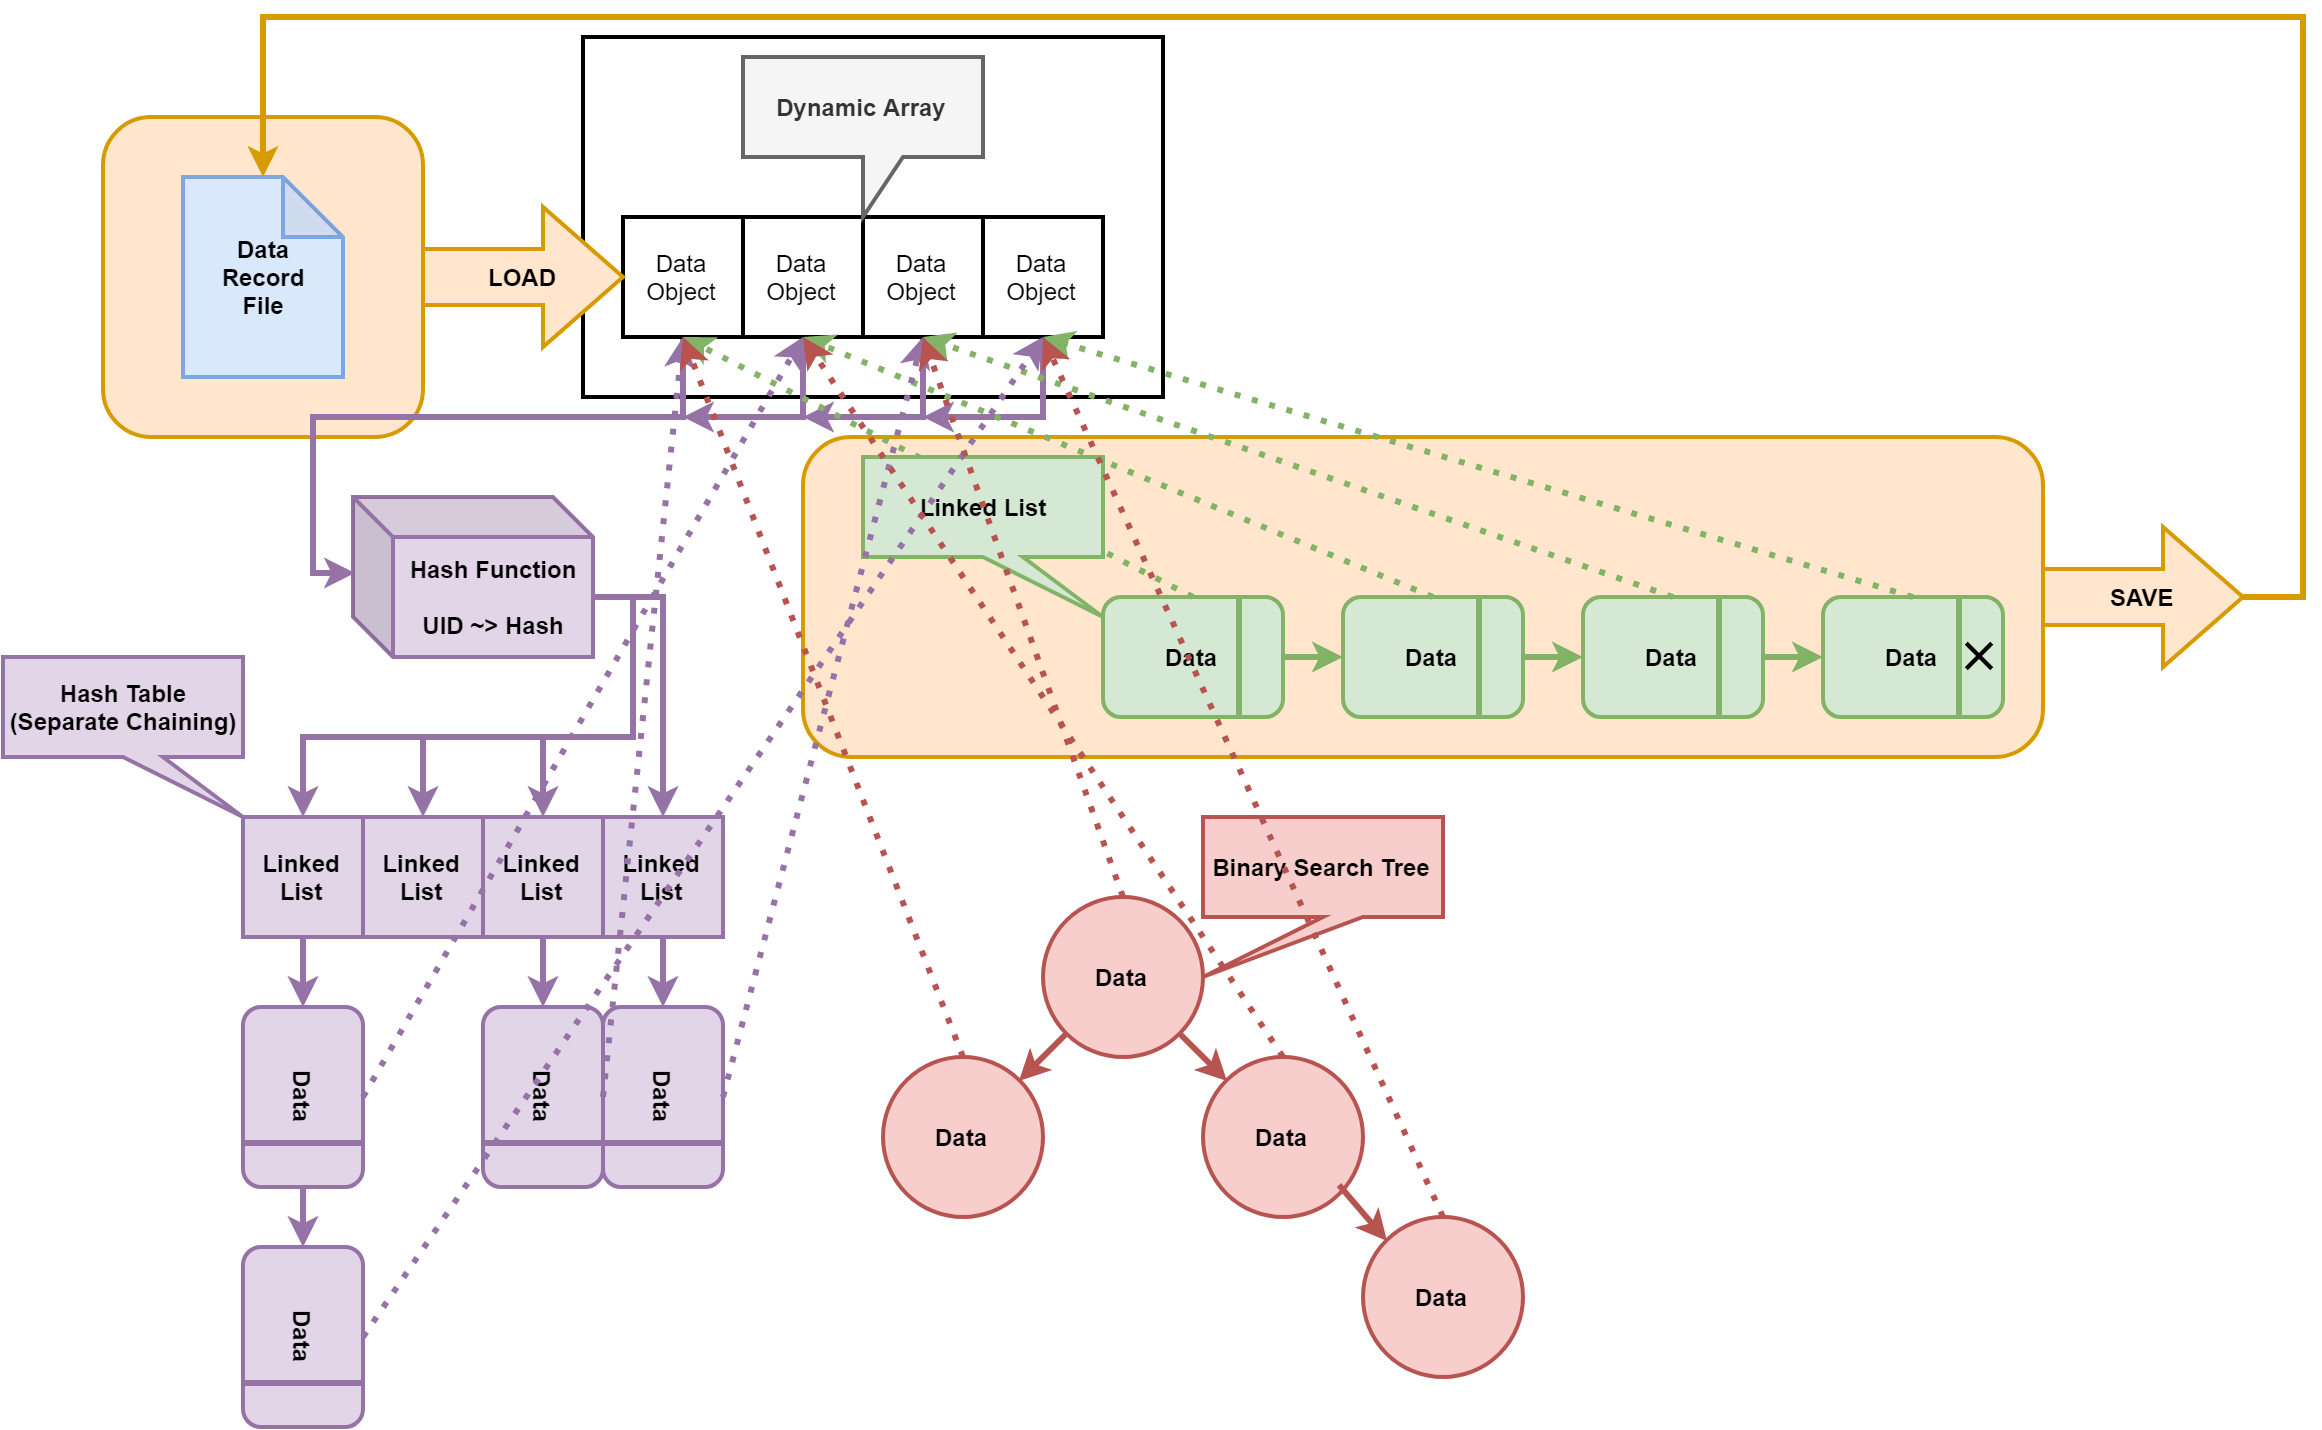 Dynamic Array
Data
Record
File
LOAD
Data
Object
Data
Object
Data
Object
Data
Object
Linked List
Hash Function
UID ~> Hash
Data
Data
Data
Data
SAVE
Hash Table
(Separate Chaining)
Linked
List
Linked
List
Linked
List
Linked
List
Binary Search Tree
Data
Data
Data
Data
Data
Data
Data
Data